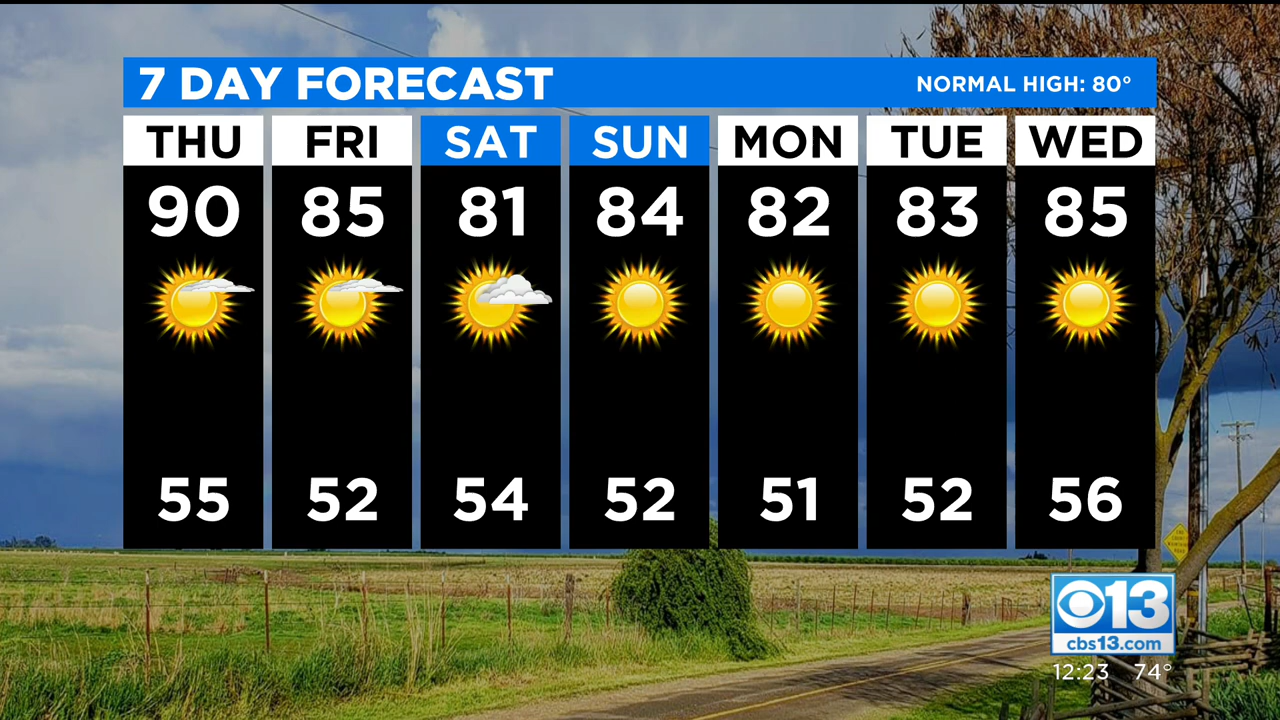 7 DAY FORECAST
NORMAL HIGH: 80°
THU FRI SAT SUN MON TUE WED
90 85 81 84 82 83 85
55 52 54 52 51 52 56
13
cbs13.com
12:23 74°